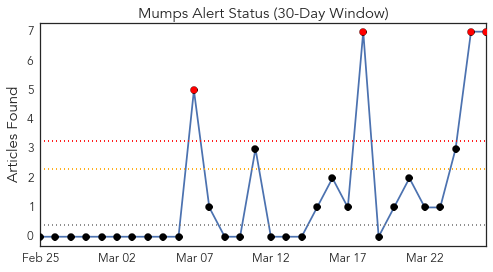 Mumps Alert Status (30-Day Window)
Articles Found
7
6
5
4
3
2
1
0
Feb 25
Mar 02
Mar 07
Mar 12
Mar 17
Mar 22